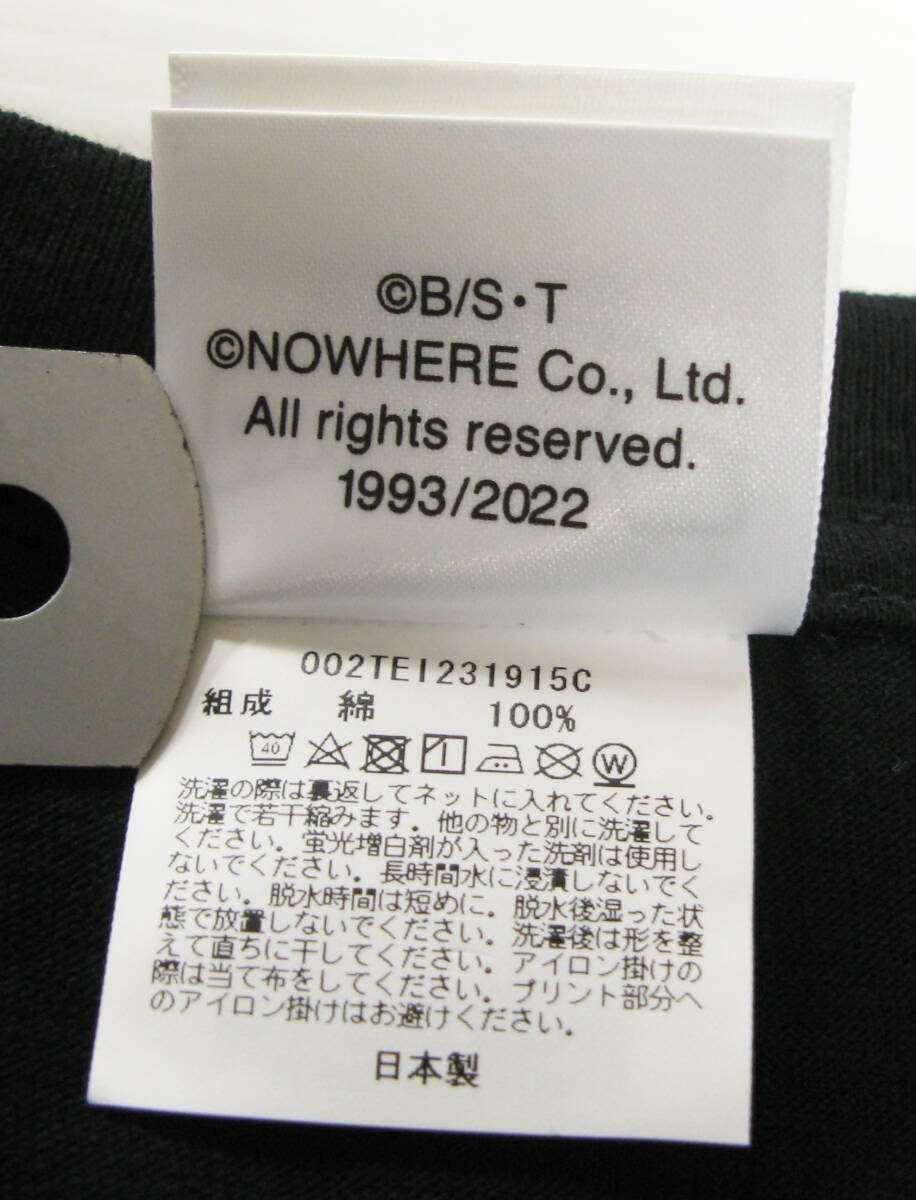 ©B/S・T
©NOWHERE Co., Ltd.
All rights reserved.
1993/2022
002TEI231915C
組成 綿 100%
40 W
洗濯の際は裏返してネットに入れてください。
洗濯で若干縮みます。他の物と別に洗濯して
ください。蛍光増白剤が入った洗剤は使用し
ないでください。長時間水に浸漬しないでく
ださい。脱水時間は短めに。脱水後湿った状
態で放置しないでください。洗濯後は形を整
えて直ちに干してください。アイロン掛けの
際は当て布をしてください。プリント部分へ
のアイロン掛けはお避けください。
日本製